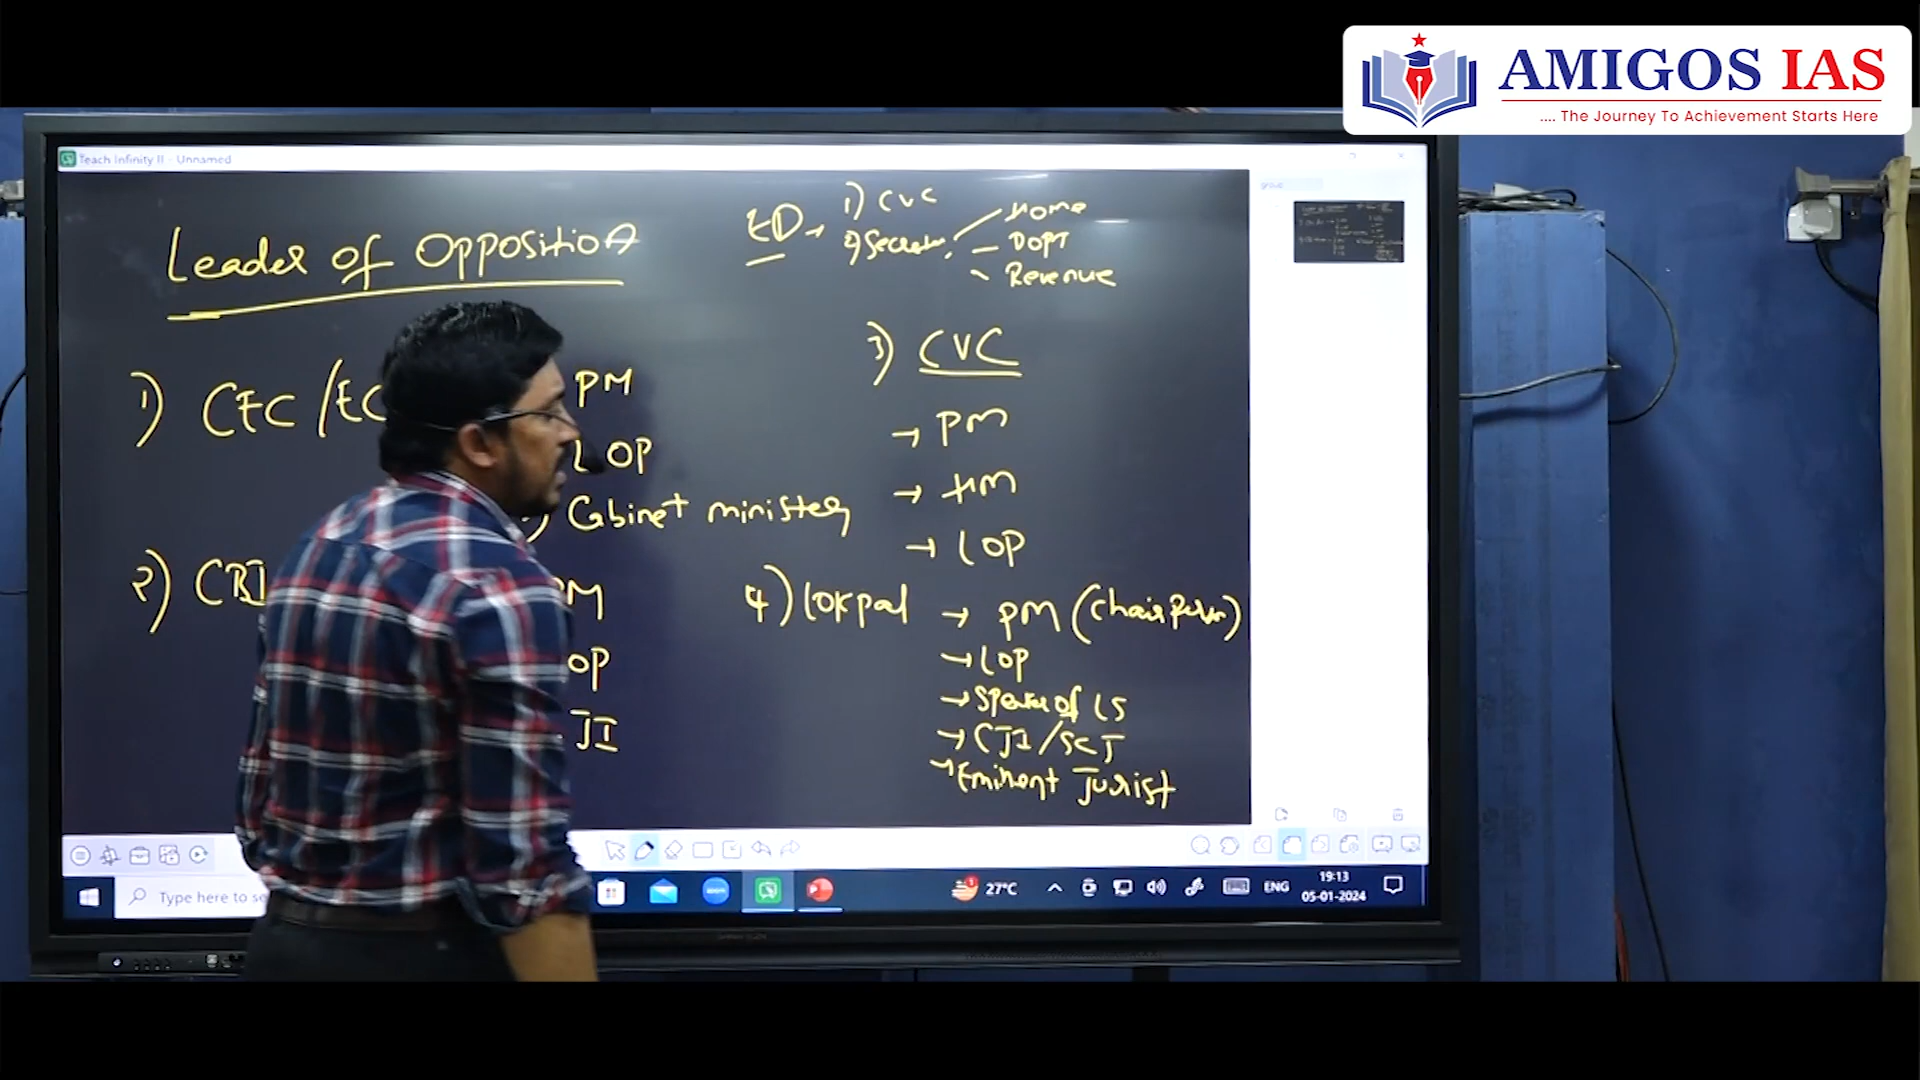 AMIGOS IAS
.... The Journey To Achievement Starts Here
Teach Infinity II - Unnamed
group
Leader of Opposition
ED → 1) CVC
2) Secretary
- Home
- DOPT
- Revenue
1) CEC / EC
PM
LOP
Cabinet minister
2) CBI
PM
OP
JI
3) CVC
→ PM
→ HM
→ LOP
4) Lokpal → PM (Chairperson)
→ LOP
→ Speaker of LS
→ CJI / SCJ
→ Eminent Jurist
Type here to se
27°C
ENG
19:13
05-01-2024